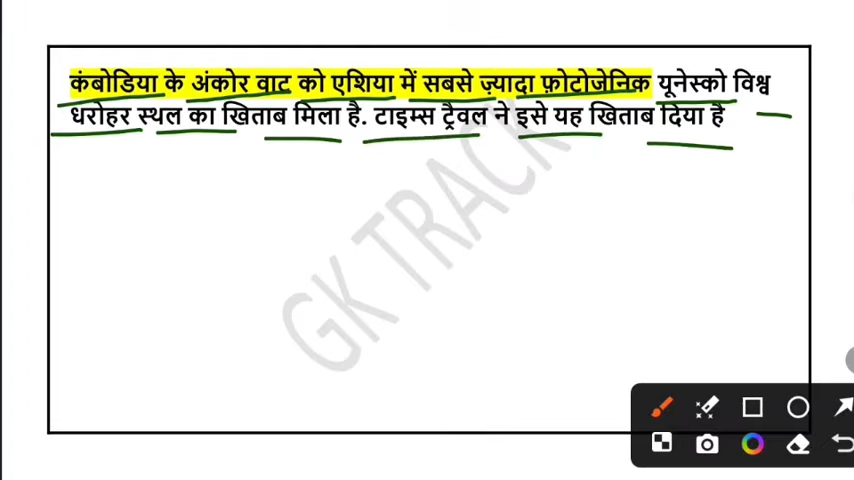 कंबोडिया के अंकोर वाट को एशिया में सबसे ज़्यादा फ़ोटोजेनिक यूनेस्को विश्व
धरोहर स्थल का खिताब मिला है. टाइम्स ट्रैवल ने इसे यह खिताब दिया है
GK TRACK